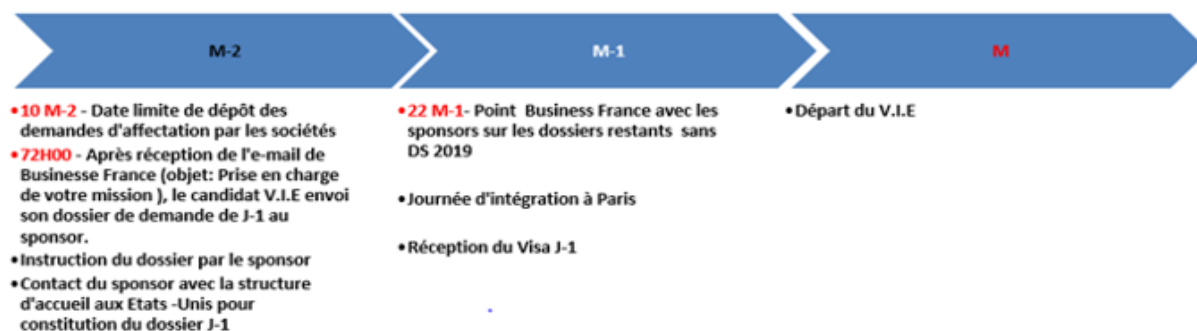 M-2
M-1
M
•10 M-2 - Date limite de dépôt des
demandes d'affectation par les sociétés
•72H00 - Après réception de l'e-mail de
Businesse France (objet: Prise en charge
de votre mission ), le candidat V.I.E envoi
son dossier de demande de J-1 au
sponsor.
•Instruction du dossier par le sponsor
•Contact du sponsor avec la structure
d'accueil aux Etats -Unis pour
constitution du dossier J-1
•22 M-1- Point Business France avec les
sponsors sur les dossiers restants sans
DS 2019
•Journée d'intégration à Paris
•Réception du Visa J-1
•Départ du V.I.E